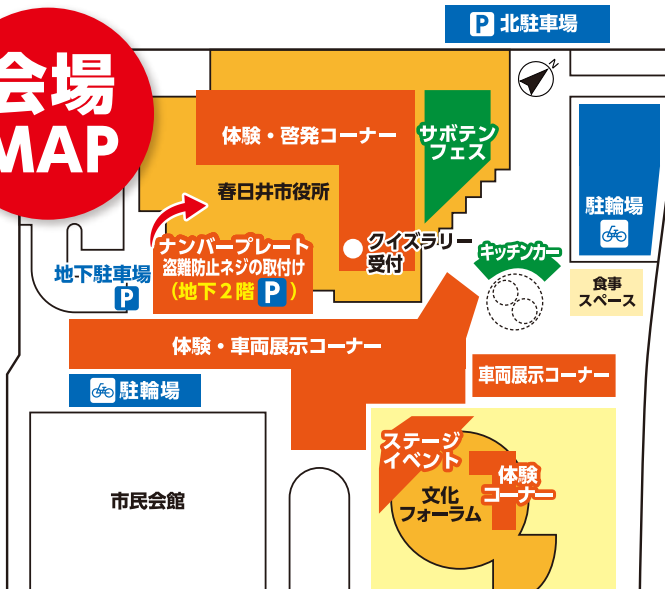 会場
MAP
P 北駐車場
N
体験・啓発コーナー
サボテン
フェス
春日井市役所
駐輪場
ナンバープレート
盗難防止ネジの取付け
(地下2階 P )
クイズラリー
受付
キッチンカー
地下駐車場
P
食事
スペース
体験・車両展示コーナー
車両展示コーナー
駐輪場
ステージ
イベント
体験
コーナー
文化
フォーラム
市民会館